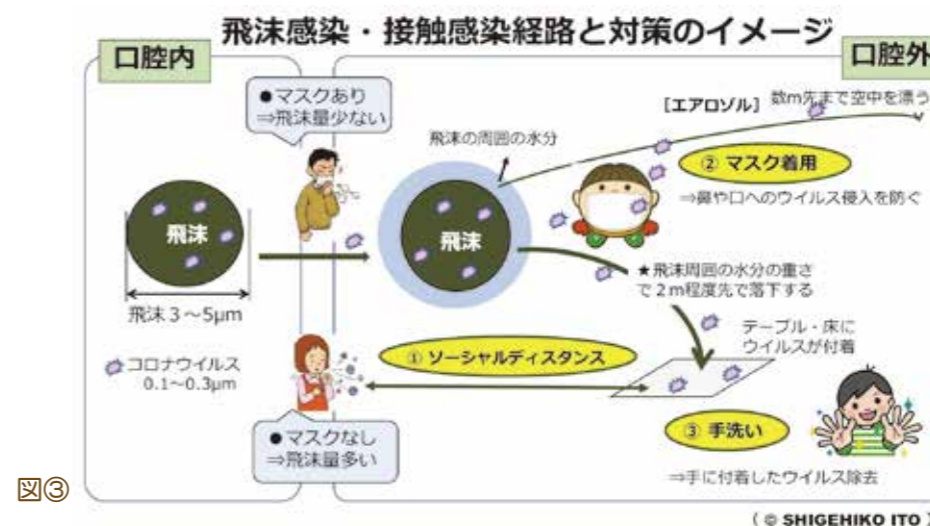 飛沫感染・接触感染経路と対策のイメージ
口腔内
口腔外
●マスクあり
⇒飛沫量少ない
[エアロゾル]
数m先まで空中を漂う
飛沫の周囲の水分
② マスク着用
⇒鼻や口へのウイルス侵入を防ぐ
飛沫
飛沫
飛沫3～5μm
★飛沫周囲の水分の重さ
で2m程度先で落下する
テーブル・床に
ウイルスが付着
コロナウイルス
0.1～0.3μm
① ソーシャルディスタンス
③ 手洗い
●マスクなし
⇒飛沫量多い
⇒手に付着したウイルス除去
図③
(© SHIGEHIKO ITO )